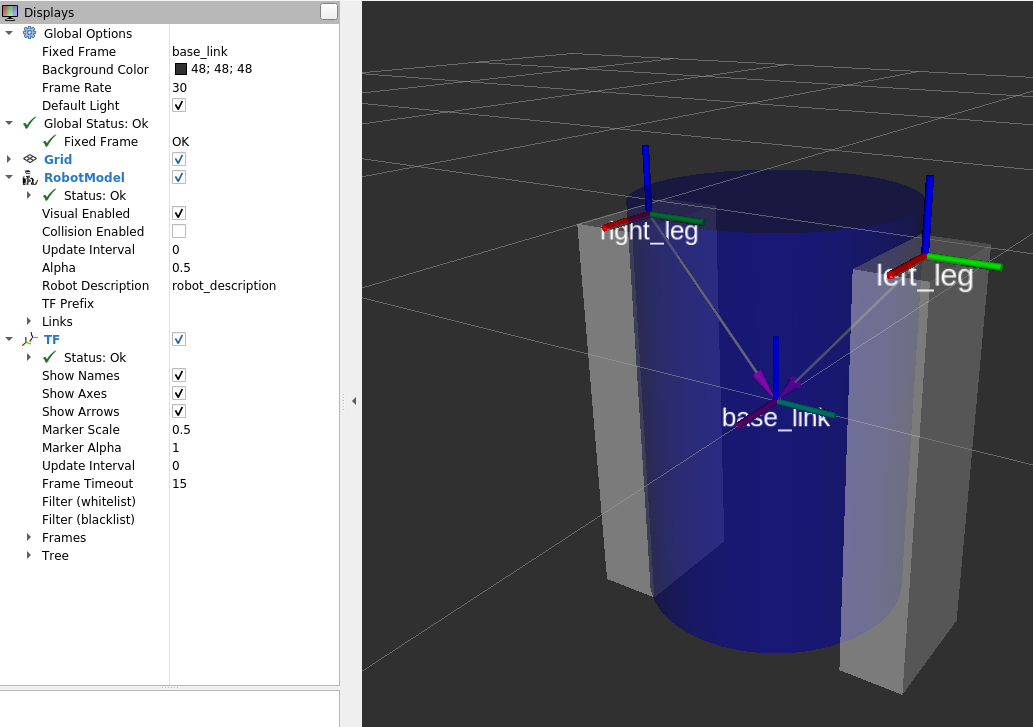 Displays
Global Options
Fixed Frame base_link
Background Color 48; 48; 48
Frame Rate 30
Default Light
Global Status: Ok
Fixed Frame OK
Grid
RobotModel
Status: Ok
Visual Enabled
Collision Enabled
Update Interval 0
Alpha 0.5
Robot Description robot_description
TF Prefix
Links
TF
Status: Ok
Show Names
Show Axes
Show Arrows
Marker Scale 0.5
Marker Alpha 1
Update Interval 0
Frame Timeout 15
Filter (whitelist)
Filter (blacklist)
Frames
Tree
right_leg
left_leg
base_link